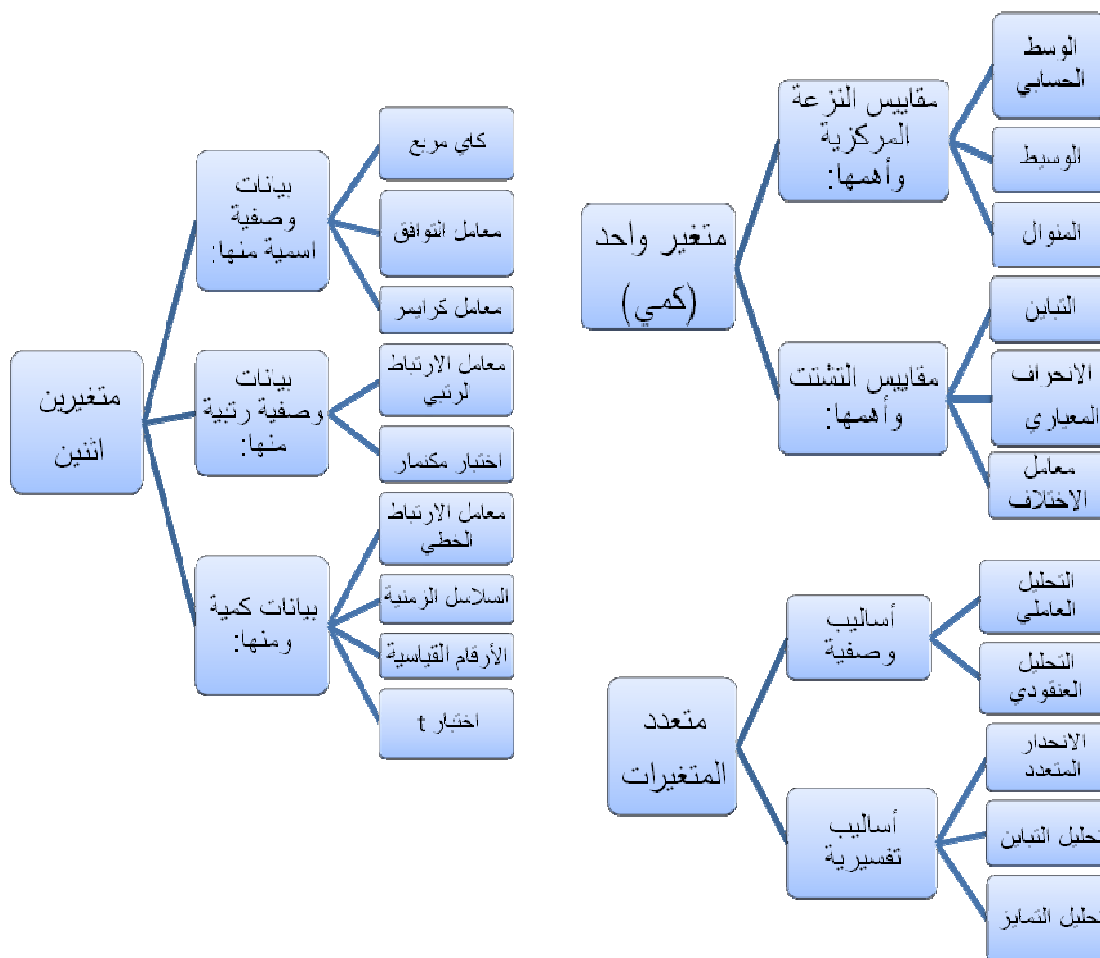 متغير واحد
(كمي)
مقاييس النزعة
المركزية
وأهمها:
الوسط
الحسابي
الوسيط
المنوال
مقاييس التشتت
وأهمها:
التباين
الانحراف
المعياري
معامل
الاختلاف
متغيرين
اثنين
بيانات
وصفية
اسمية منها:
كاي مربع
معامل التوافق
معامل كرايمر
بيانات
وصفية رتبية
منها:
معامل الارتباط
لرتبي
اختبار مكنمار
بيانات كمية
ومنها:
معامل الارتباط
الخطي
السلاسل الزمنية
الأرقام القياسية
اختبار t
متعدد
المتغيرات
أساليب
وصفية
التحليل
العاملي
التحليل
العنقودي
أساليب
تفسيرية
الانحدار
المتعدد
تحليل التباين
تحليل التمايز